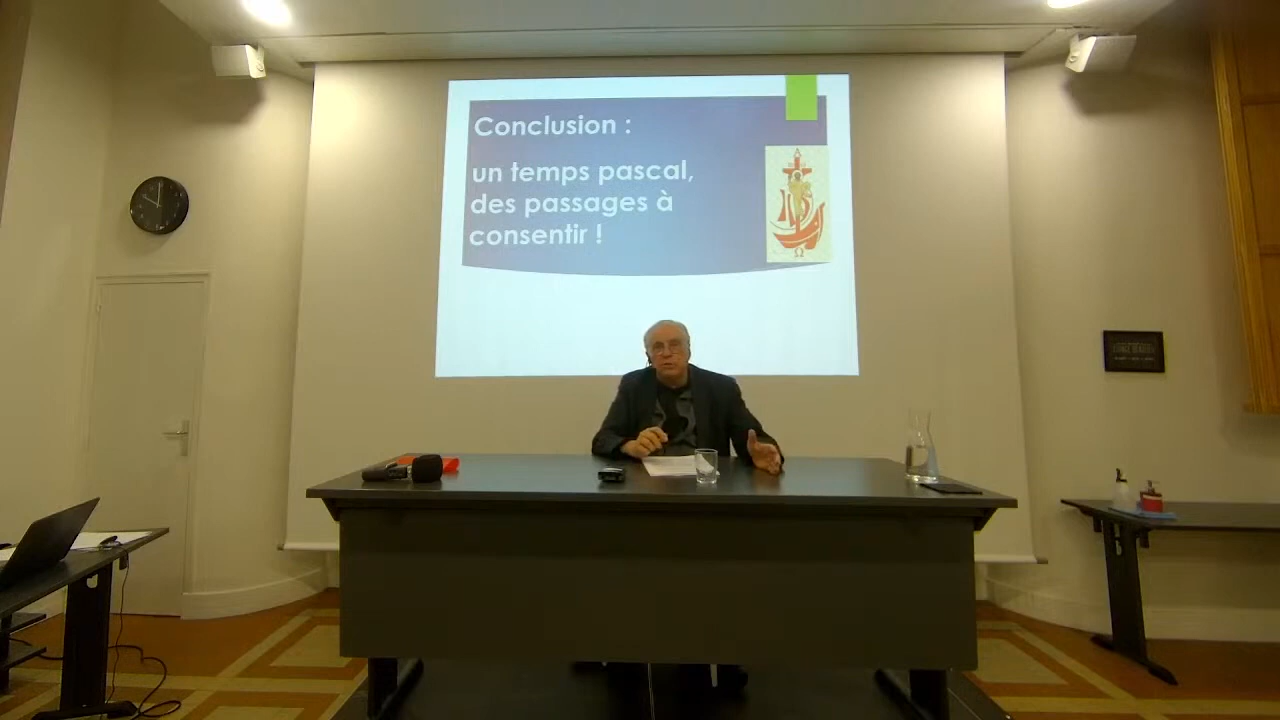 Conclusion :
un temps pascal,
des passages à
consentir !
A
Ω